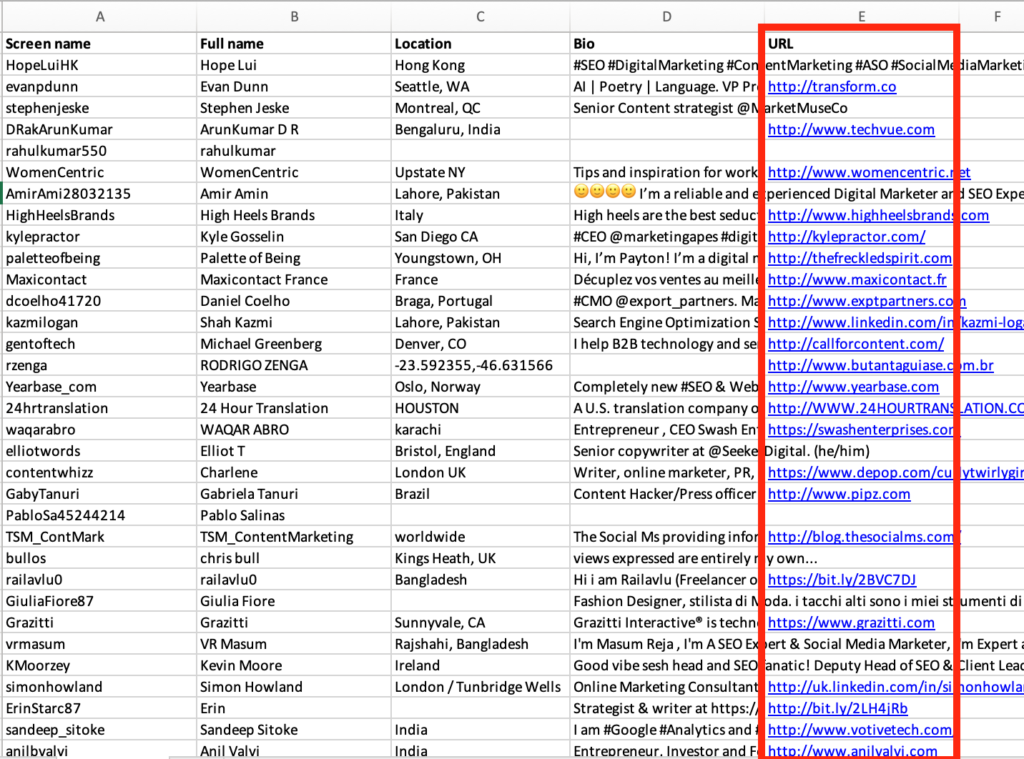 A B C D E F
Screen name Full name Location Bio URL
HopeLuiHK Hope Lui Hong Kong #SEO #DigitalMarketing #ContentMarketing #ASO #SocialMediaMarketi
evanpdunn Evan Dunn Seattle, WA AI | Poetry | Language. VP Pr http://transform.co
stephenjeske Stephen Jeske Montreal, QC Senior Content strategist @MarketMuseCo
DRakArunKumar ArunKumar D R Bengaluru, India http://www.techvue.com
rahulkumar550 rahulkumar
WomenCentric WomenCentric Upstate NY Tips and inspiration for work http://www.womencentric.net
AmirAmi28032135 Amir Amin Lahore, Pakistan 🙂🙂🙂🙂 I'm a reliable and experienced Digital Marketer and SEO Expe
HighHeelsBrands High Heels Brands Italy High heels are the best seduct http://www.highheelsbrands.com
kylepractor Kyle Gosselin San Diego CA #CEO @marketingapes #digit http://kylepractor.com/
paletteofbeing Palette of Being Youngstown, OH Hi, I'm Payton! I'm a digital http://thefreckledspirit.com
Maxicontact Maxicontact France France Décuplez vos ventes au meille http://www.maxicontact.fr
dcoelho41720 Daniel Coelho Braga, Portugal #CMO @export_partners. Ma http://www.exptpartners.com
kazmilogan Shah Kazmi Lahore, Pakistan Search Engine Optimization S http://www.linkedin.com/in/kazmi-loga
gentoftech Michael Greenberg Denver, CO I help B2B technology and se http://callforcontent.com/
rzenga RODRIGO ZENGA -23.592355,-46.631566 http://www.butantaguiase.com.br
Yearbase_com Yearbase Oslo, Norway Completely new #SEO & Web http://www.yearbase.com
24hrtranslation 24 Hour Translation HOUSTON A U.S. translation company o http://WWW.24HOURTRANSLATION.CO
waqarabro WAQAR ABRO karachi Entrepreneur , CEO Swash Ent https://swashenterprises.com
elliotwords Elliot T Bristol, England Senior copywriter at @SeekeDigital. (he/him)
contentwhizz Charlene London UK Writer, online marketer, PR, https://www.depop.com/curlytwirlygir
GabyTanuri Gabriela Tanuri Brazil Content Hacker/Press officer http://www.pipz.com
PabloSa45244214 Pablo Salinas
TSM_ContMark TSM_ContentMarketing worldwide The Social Ms providing infor http://blog.thesocialms.com/
bullos chris bull Kings Heath, UK views expressed are entirely my own...
railavlu0 railavlu0 Bangladesh Hi i am Railavlu (Freelancer o https://bit.ly/2BVC7DJ
GiuliaFiore87 Giulia Fiore Fashion Designer, stilista di Moda. i tacchi alti sono i miei strumenti di
Grazitti Grazitti Sunnyvale, CA Grazitti Interactive® is techn https://www.grazitti.com
vrmasum VR Masum Rajshahi, Bangladesh I'm Masum Reja , I'm A SEO Expert & Social Media Marketer, I'm Expert a
KMoorzey Kevin Moore Ireland Good vibe sesh head and SEO fanatic! Deputy Head of SEO & Client Lead
simonhowland Simon Howland London / Tunbridge Wells Online Marketing Consultant http://uk.linkedin.com/in/simonhowla
ErinStarc87 Erin Strategist & writer at https:/ http://bit.ly/2LH4jRb
sandeep_sitoke Sandeep Sitoke India I am #Google #Analytics and http://www.votivetech.com
anilbvalvi Anil Valvi India Entrepreneur. Investor and F http://www.anilvalvi.com